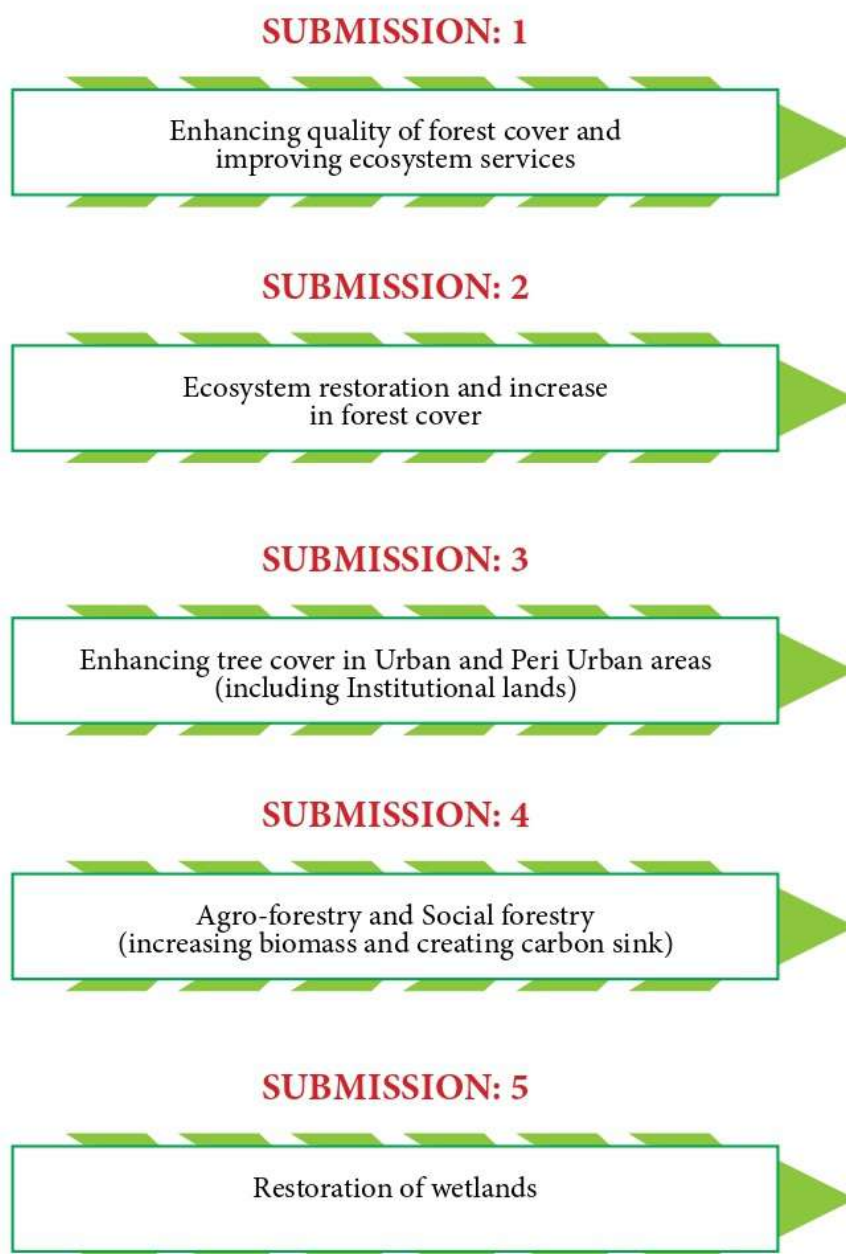 SUBMISSION: 1
Enhancing quality of forest cover and
improving ecosystem services
SUBMISSION: 2
Ecosystem restoration and increase
in forest cover
SUBMISSION: 3
Enhancing tree cover in Urban and Peri Urban areas
(including Institutional lands)
SUBMISSION: 4
Agro-forestry and Social forestry
(increasing biomass and creating carbon sink)
SUBMISSION: 5
Restoration of wetlands